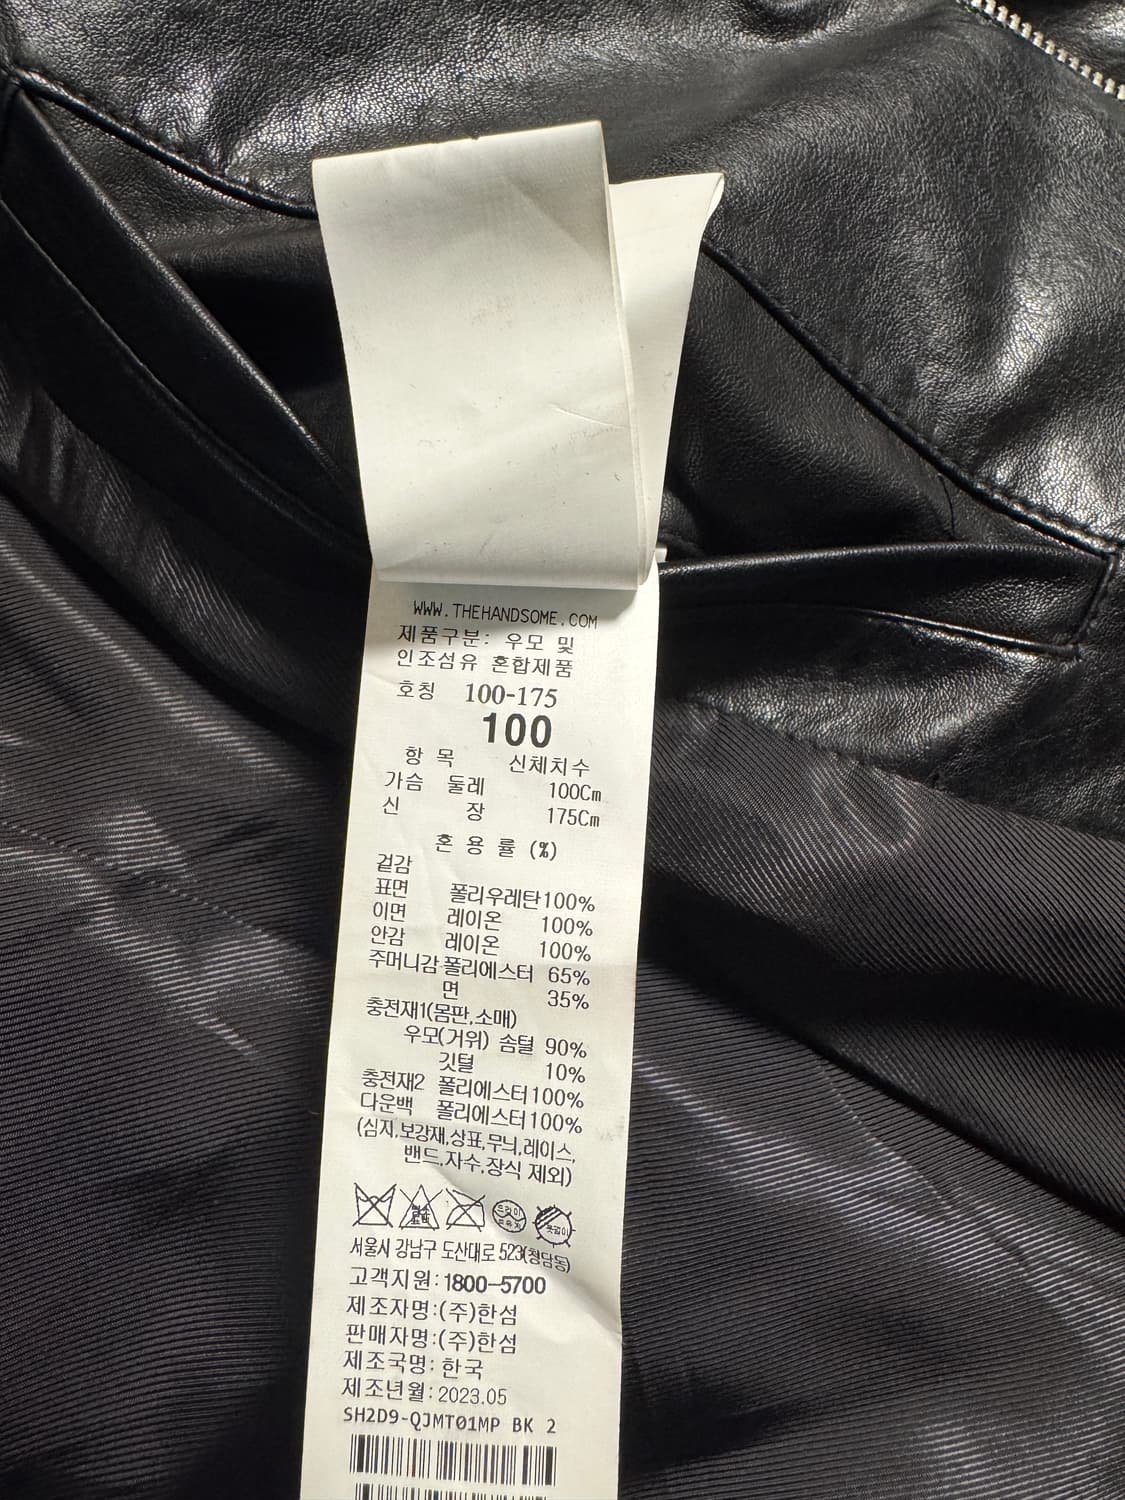 WWW.THEHANDSOME.COM
제품구분: 우모 및
인조섬유 혼합제품
호칭 100-175
100
항 목 신체치수
가슴 둘레 100Cm
신 장 175Cm
혼 용 률 (%)
겉감
표면 폴리우레탄100%
이면 레이온 100%
안감 레이온 100%
주머니감 폴리에스터 65%
면 35%
충전재1(몸판,소매)
우모(거위) 솜털 90%
깃털 10%
충전재2 폴리에스터100%
다운백 폴리에스터100%
(심지,보강재,상표,무늬,레이스,
밴드,자수,장식 제외)
서울시 강남구 도산대로 523(청담동)
고객지원:1800-5700
제조자명:(주)한섬
판매자명:(주)한섬
제조국명: 한국
제조년월:2023.05
SH2D9-QJMT01MP BK 2